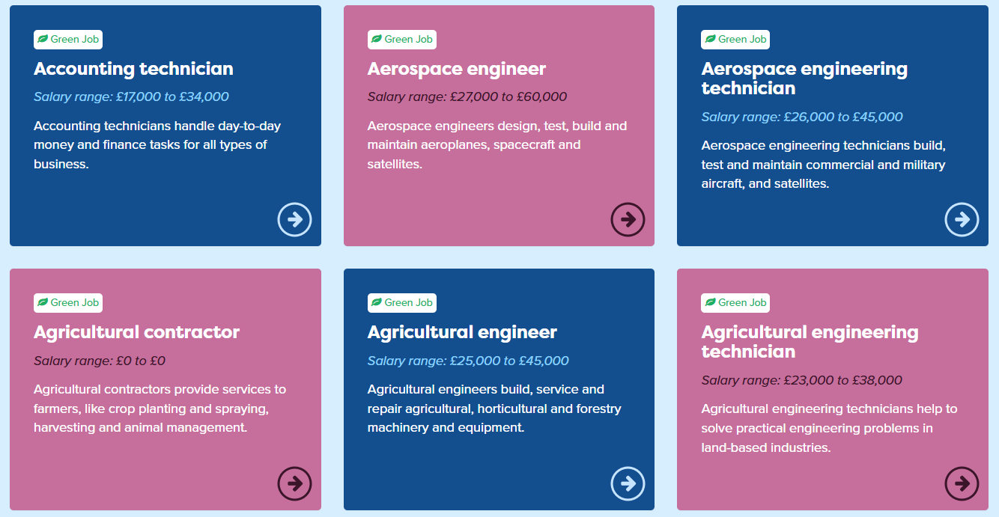 Green Job
Accounting technician
Salary range: £17,000 to £34,000
Accounting technicians handle day-to-day
money and finance tasks for all types of
business.
Green Job
Aerospace engineer
Salary range: £27,000 to £60,000
Aerospace engineers design, test, build and
maintain aeroplanes, spacecraft and
satellites.
Green Job
Aerospace engineering
technician
Salary range: £26,000 to £45,000
Aerospace engineering technicians build,
test and maintain commercial and military
aircraft, and satellites.
Green Job
Agricultural contractor
Salary range: £0 to £0
Agricultural contractors provide services to
farmers, like crop planting and spraying,
harvesting and animal management.
Green Job
Agricultural engineer
Salary range: £25,000 to £45,000
Agricultural engineers build, service and
repair agricultural, horticultural and forestry
machinery and equipment.
Green Job
Agricultural engineering
technician
Salary range: £23,000 to £38,000
Agricultural engineering technicians help to
solve practical engineering problems in
land-based industries.